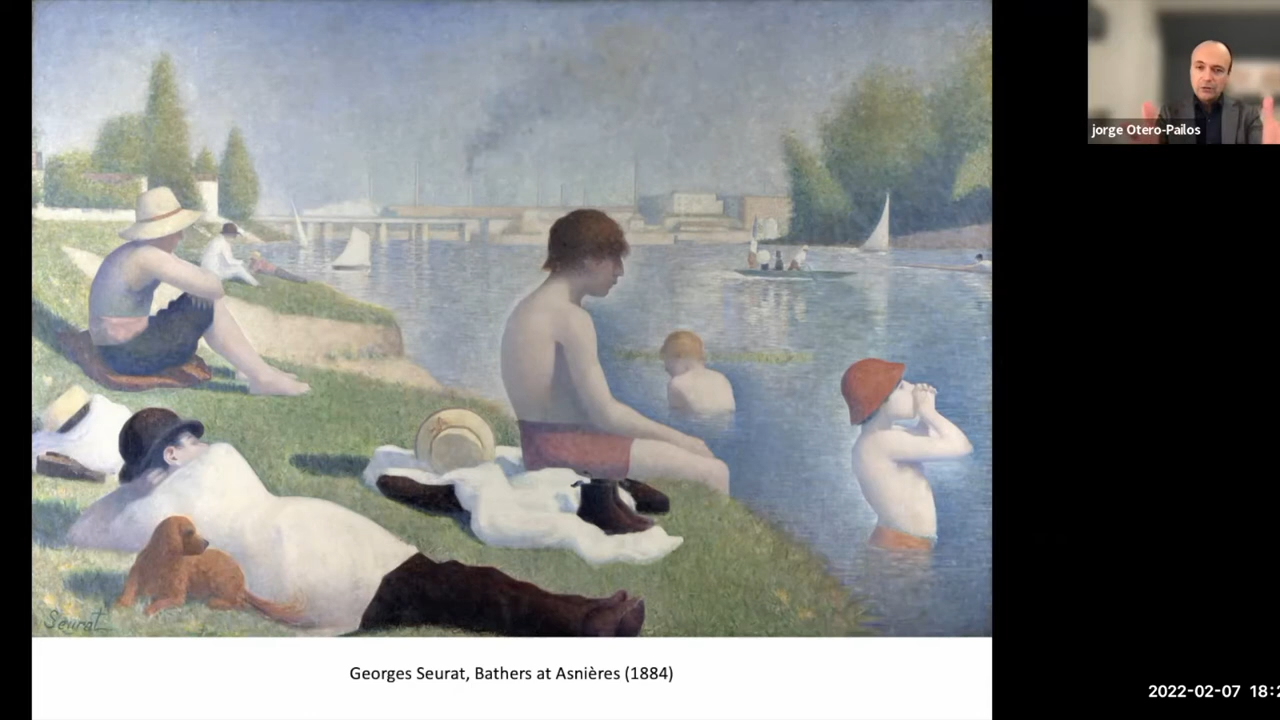 jorge Otero-Pailos
Seurat
Georges Seurat, Bathers at Asnières (1884)
2022-02-07 18:2